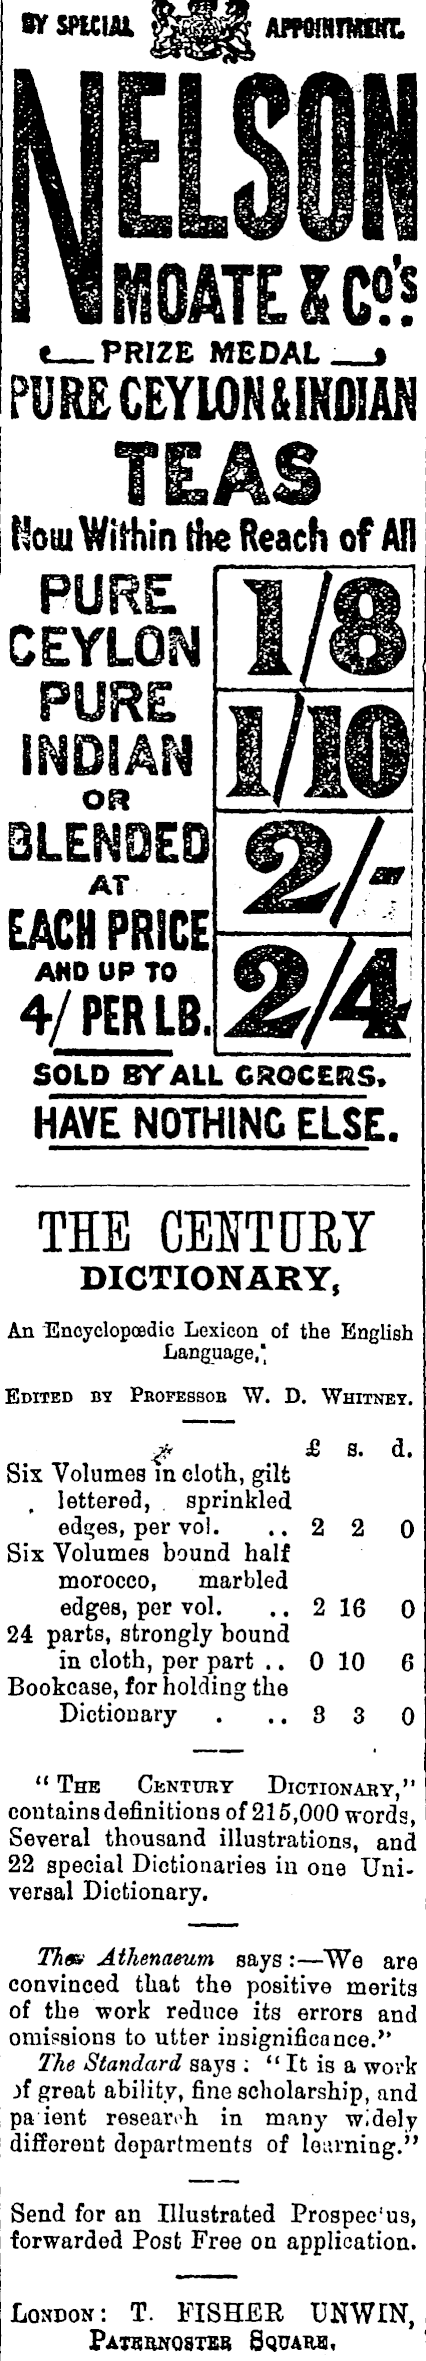 BY SPECIAL APPOINTMENT.
NELSON
MOATE & Co.'s
PRIZE MEDAL
PURE CEYLON & INDIAN
TEAS
Now Within the Reach of All
PURE
CEYLON
1/8
PURE
INDIAN
1/10
OR
BLENDED
AT
2/-
EACH PRICE
AND UP TO
4/ PER LB.
2/4
SOLD BY ALL GROCERS.
HAVE NOTHING ELSE.
THE CENTURY
DICTIONARY,
An Encyclopœdic Lexicon of the English
Language,
EDITED BY PROFESSOR W. D. WHITNEY.
£ s. d.
Six Volumes in cloth, gilt
lettered, sprinkled
edges, per vol. .. 2 2 0
Six Volumes bound half
morocco, marbled
edges, per vol. .. 2 16 0
24 parts, strongly bound
in cloth, per part .. 0 10 6
Bookcase, for holding the
Dictionary . .. 3 3 0
"THE CENTURY DICTIONARY,"
contains definitions of 215,000 words,
Several thousand illustrations, and
22 special Dictionaries in one Uni-
versal Dictionary.
The Athenaeum says:—We are
convinced that the positive merits
of the work reduce its errors and
omissions to utter insignificance."
The Standard says: "It is a work
of great ability, fine scholarship, and
patient research in many widely
different departments of learning."
Send for an Illustrated Prospectus,
forwarded Post Free on application.
LONDON: T. FISHER UNWIN,
PATERNOSTER SQUARE.